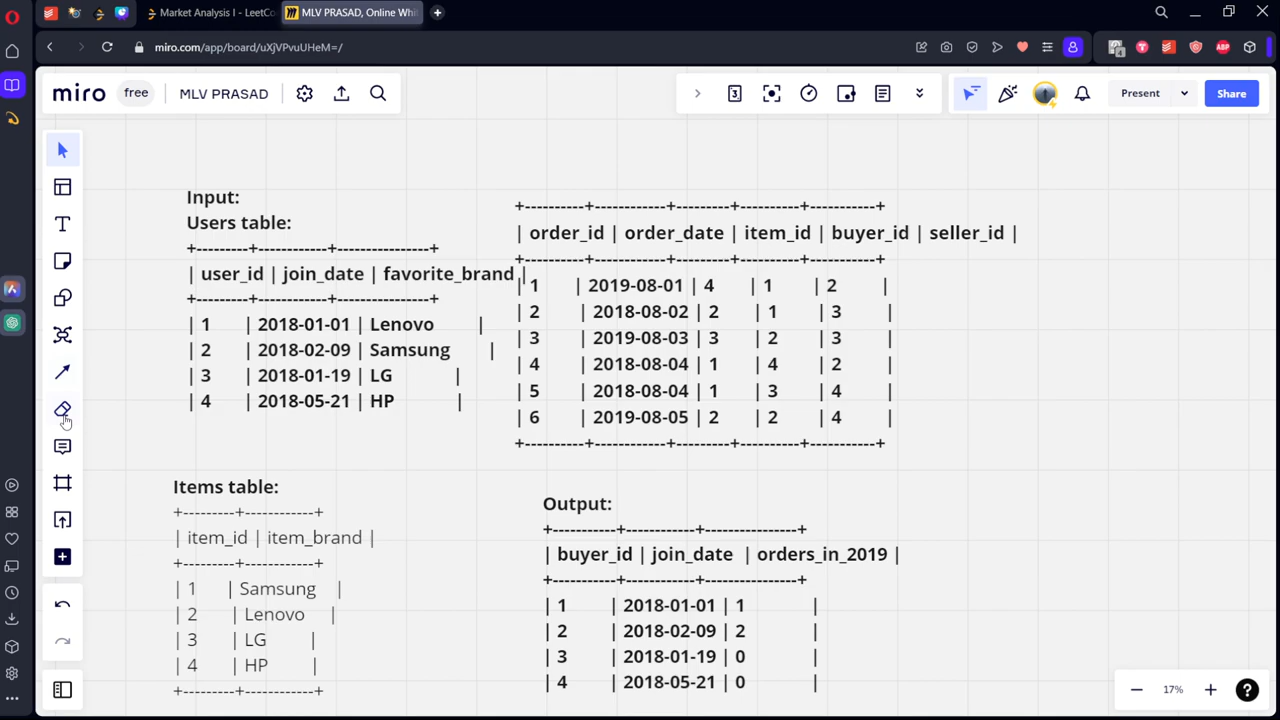 Market Analysis I - LeetCo
MLV PRASAD, Online Whi
miro.com/app/board/uXjVPvuUHeM=/
miro free MLV PRASAD
Present
Share
Input:
Users table:
+---------+------------+----------------+
| user_id | join_date | favorite_brand |
+---------+------------+----------------+
| 1 | 2018-01-01 | Lenovo |
| 2 | 2018-02-09 | Samsung |
| 3 | 2018-01-19 | LG |
| 4 | 2018-05-21 | HP |
+----------+------------+---------+----------+-----------+
| order_id | order_date | item_id | buyer_id | seller_id |
+----------+------------+---------+----------+-----------+
| 1 | 2019-08-01 | 4 | 1 | 2 |
| 2 | 2018-08-02 | 2 | 1 | 3 |
| 3 | 2019-08-03 | 3 | 2 | 3 |
| 4 | 2018-08-04 | 1 | 4 | 2 |
| 5 | 2018-08-04 | 1 | 3 | 4 |
| 6 | 2019-08-05 | 2 | 2 | 4 |
+----------+------------+---------+----------+-----------+
Items table:
+---------+------------+
| item_id | item_brand |
+---------+------------+
| 1 | Samsung |
| 2 | Lenovo |
| 3 | LG |
| 4 | HP |
+---------+------------+
Output:
+-----------+------------+----------------+
| buyer_id | join_date | orders_in_2019 |
+-----------+------------+----------------+
| 1 | 2018-01-01 | 1 |
| 2 | 2018-02-09 | 2 |
| 3 | 2018-01-19 | 0 |
| 4 | 2018-05-21 | 0 |
17%